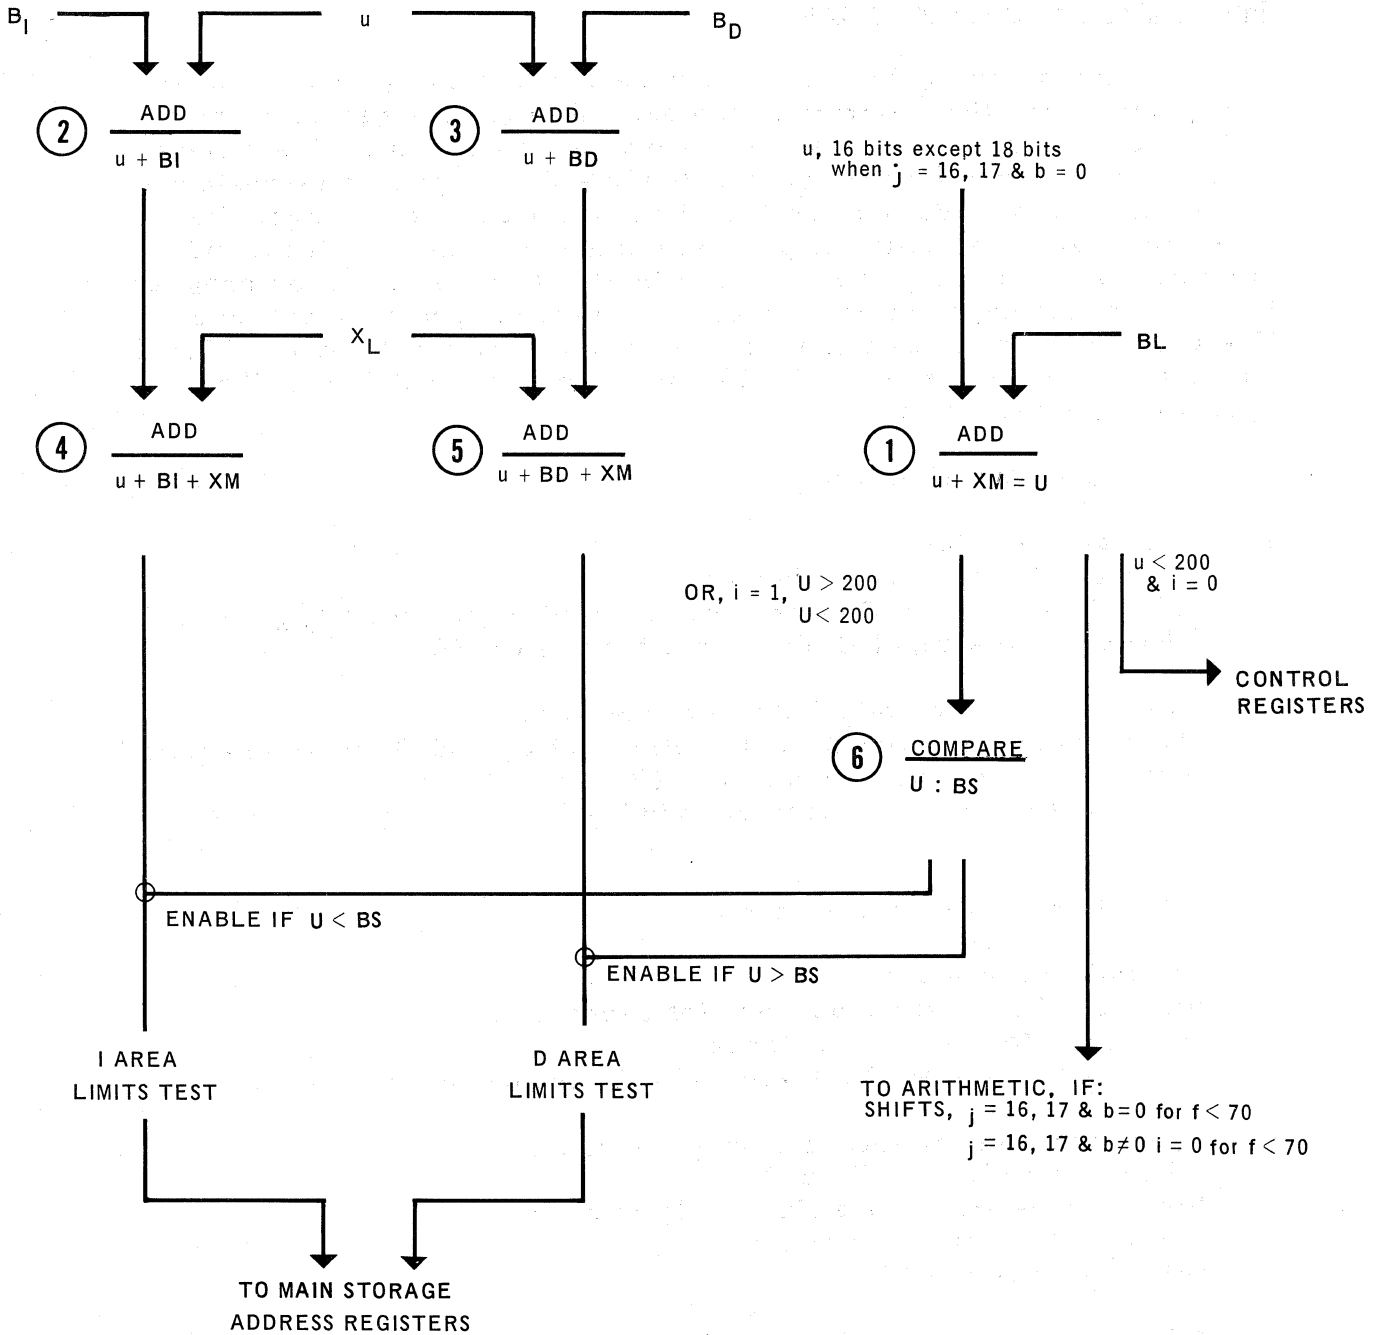 B_I
u
B_D
2
ADD
u + BI
3
ADD
u + BD
u, 16 bits except 18 bits
when j = 16, 17 & b = 0
X_L
BL
4
ADD
u + BI + XM
5
ADD
u + BD + XM
1
ADD
u + XM = U
OR, i = 1, U > 200
U < 200
u < 200
& i = 0
CONTROL
REGISTERS
6
COMPARE
U : BS
ENABLE IF U < BS
ENABLE IF U > BS
I AREA
LIMITS TEST
D AREA
LIMITS TEST
TO ARITHMETIC, IF:
SHIFTS, j = 16, 17 & b=0 for f < 70
j = 16, 17 & b≠0 i = 0 for f < 70
TO MAIN STORAGE
ADDRESS REGISTERS